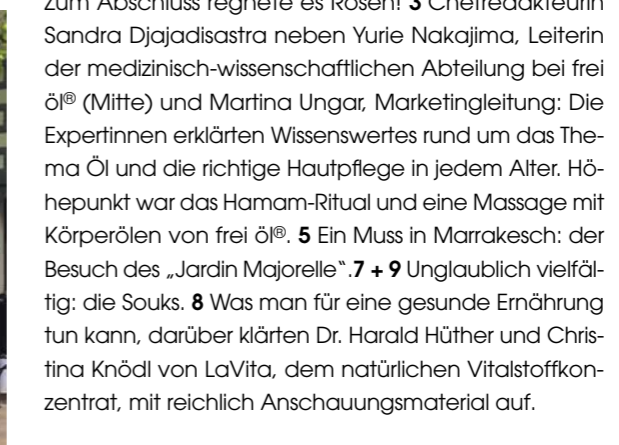 Zum Abschluss regnete es Rosen! 3 Chefredakteurin
Sandra Djajadisastra neben Yurie Nakajima, Leiterin
der medizinisch-wissenschaftlichen Abteilung bei frei
öl® (Mitte) und Martina Ungar, Marketingleitung: Die
Expertinnen erklärten Wissenswertes rund um das The-
ma Öl und die richtige Hautpflege in jedem Alter. Hö-
hepunkt war das Hamam-Ritual und eine Massage mit
Körperölen von frei öl®. 5 Ein Muss in Marrakesch: der
Besuch des „Jardin Majorelle“.7 + 9 Unglaublich vielfäl-
tig: die Souks. 8 Was man für eine gesunde Ernährung
tun kann, darüber klärten Dr. Harald Hüther und Chris-
tina Knödl von LaVita, dem natürlichen Vitalstoffkon-
zentrat, mit reichlich Anschauungsmaterial auf.